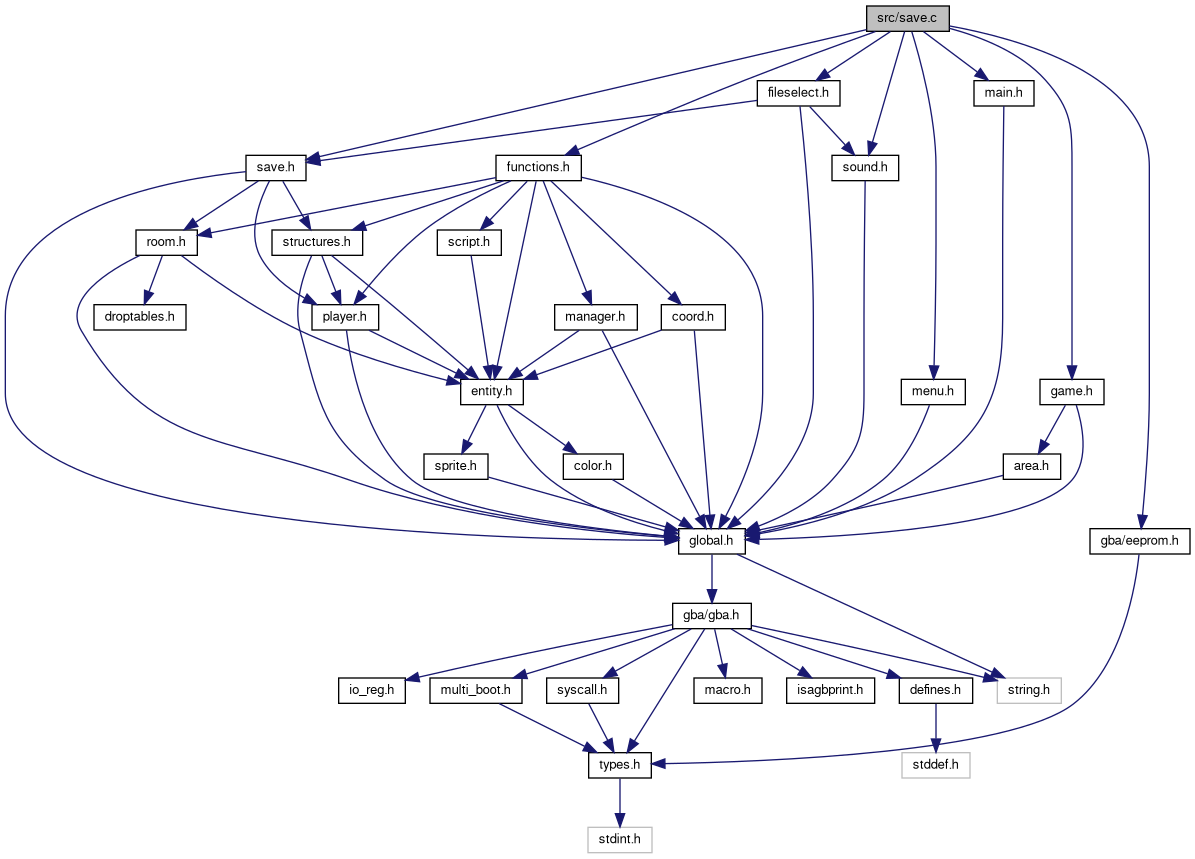 src/save.c
fileselect.h
main.h
save.h
functions.h
sound.h
room.h
structures.h
script.h
droptables.h
player.h
manager.h
coord.h
entity.h
menu.h
game.h
sprite.h
color.h
area.h
global.h
gba/eeprom.h
gba/gba.h
io_reg.h
multi_boot.h
syscall.h
macro.h
isagbprint.h
defines.h
string.h
types.h
stddef.h
stdint.h